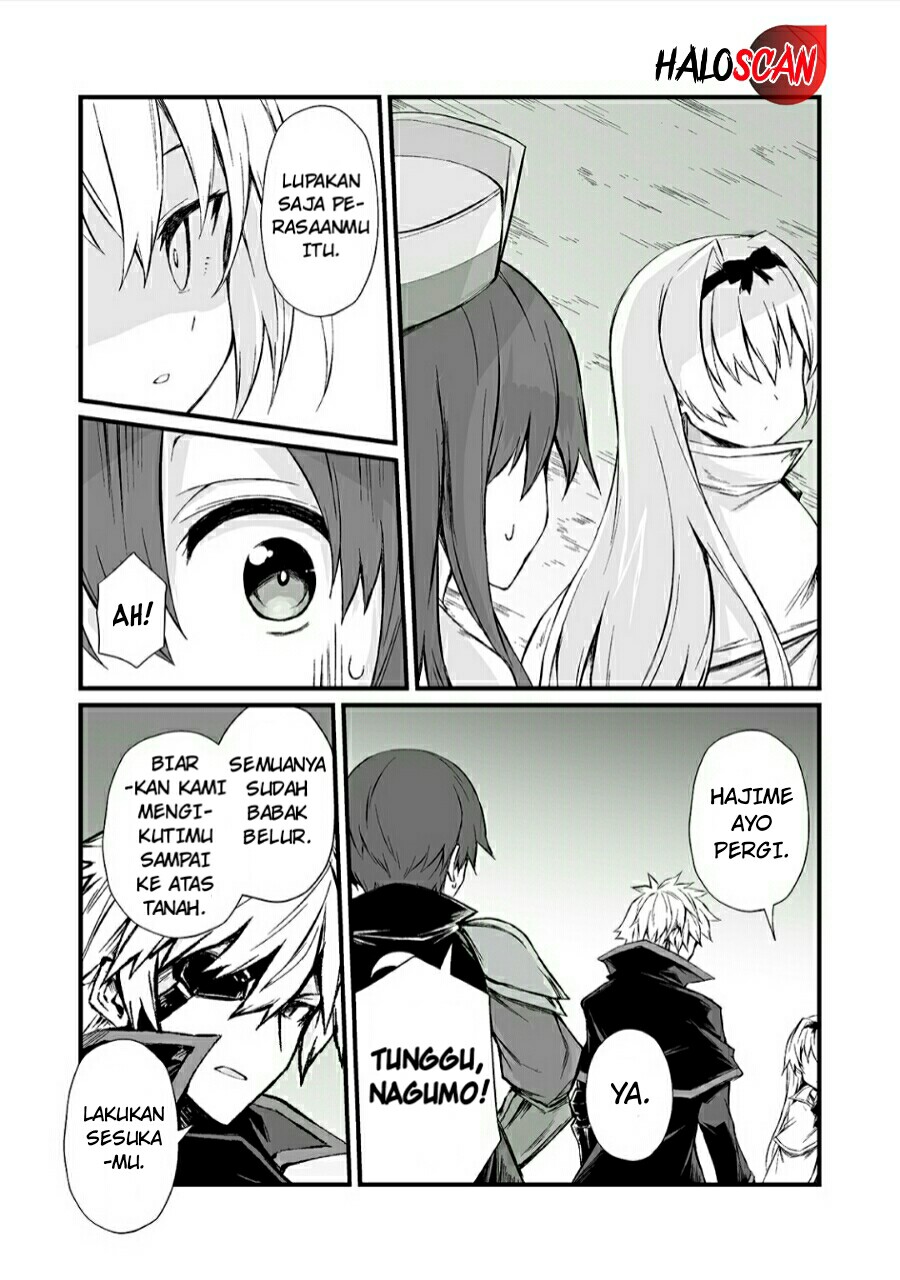 HALOSCAN
LUPAKAN
SAJA PE-
RASAANMU
ITU.
AH!
HAJIME
AYO
PERGI.
YA.
TUNGGU,
NAGUMO!
SEMUANYA
SUDAH
BABAK
BELUR.
BIAR
-KAN KAMI
MENGI-
KUTIMU
SAMPAI
KE ATAS
TANAH.
LAKUKAN
SESUKA
-MU.